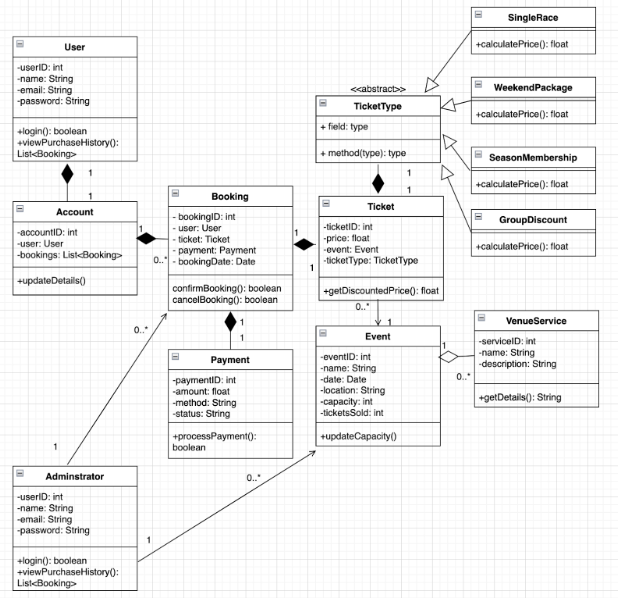 User
-userID: int
-name: String
-email: String
-password: String
+login(): boolean
+viewPurchaseHistory():
List<Booking>
1
1
Account
-accountID: int
-user: User
-bookings: List<Booking>
+updateDetails()
1
0..*
Booking
- bookingID: int
- user: User
- ticket: Ticket
- payment: Payment
- bookingDate: Date
confirmBooking(): boolean
cancelBooking(): boolean
1
1
1
1
Payment
-paymentID: int
-amount: float
-method: String
-status: String
+processPayment():
boolean
<<abstract>>
TicketType
+ field: type
+ method(type): type
1
1
Ticket
-ticketID: int
-price: float
-event: Event
-ticketType: TicketType
+getDiscountedPrice(): float
0..*
1
Event
-eventID: int
-name: String
-date: Date
-location: String
-capacity: int
-ticketsSold: int
+updateCapacity()
1
0..*
SingleRace
+calculatePrice(): float
WeekendPackage
+calculatePrice(): float
SeasonMembership
+calculatePrice(): float
GroupDiscount
+calculatePrice(): float
VenueService
-serviceID: int
-name: String
-description: String
+getDetails(): String
0..*
1
0..*
1
Adminstrator
-userID: int
-name: String
-email: String
-password: String
+login(): boolean
+viewPurchaseHistory():
List<Booking>